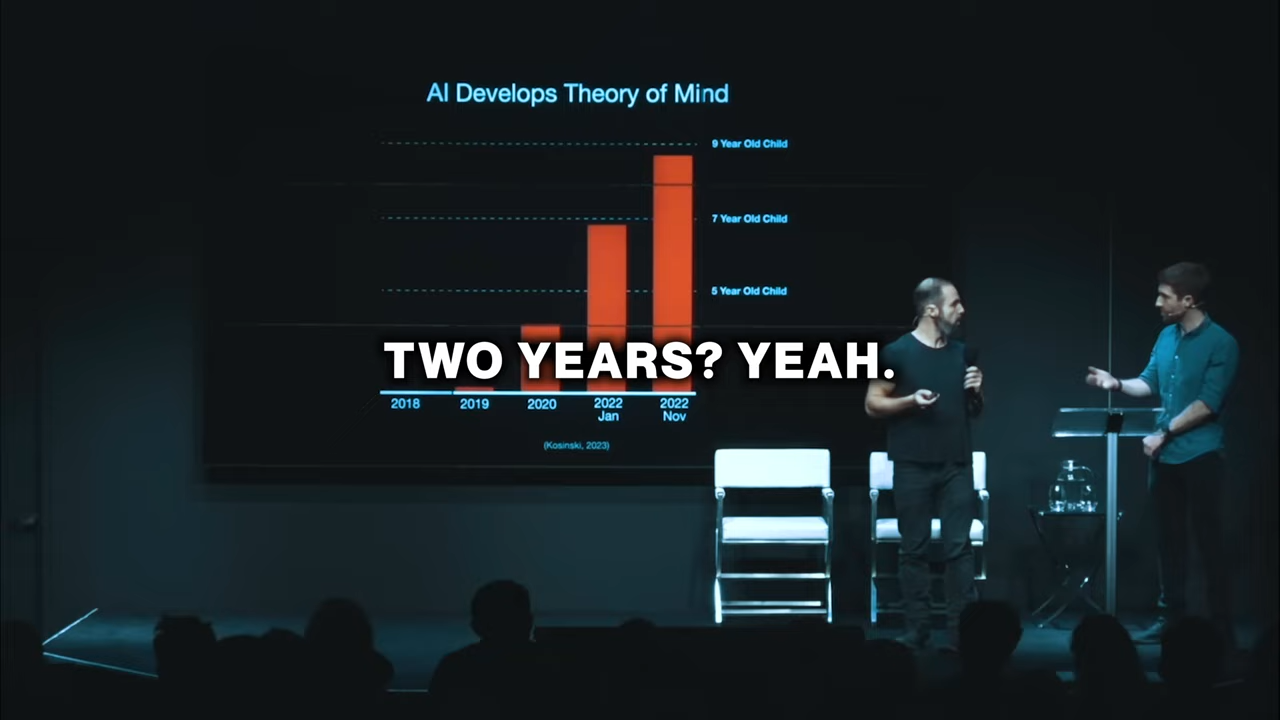 AI Develops Theory of Mind
9 Year Old Child
7 Year Old Child
5 Year Old Child
TWO YEARS? YEAH.
2018 2019 2020 2022 2022
Jan Nov
(Kosinski, 2023)